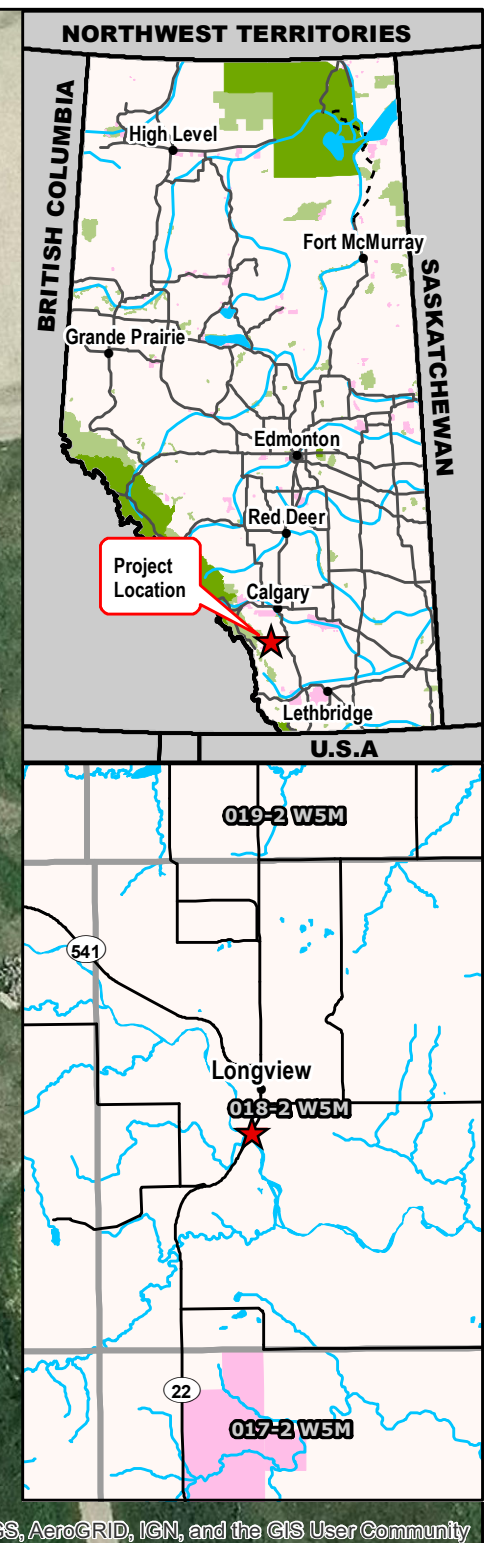 NORTHWEST TERRITORIES
BRITISH COLUMBIA
High Level
Fort McMurray
SASKATCHEWAN
Grande Prairie
Edmonton
Red Deer
Project
Location
Calgary
Lethbridge
U.S.A
019-2 W5M
541
Longview
018-2 W5M
22
017-2 W5M
GS, AeroGRID, IGN, and the GIS User Community